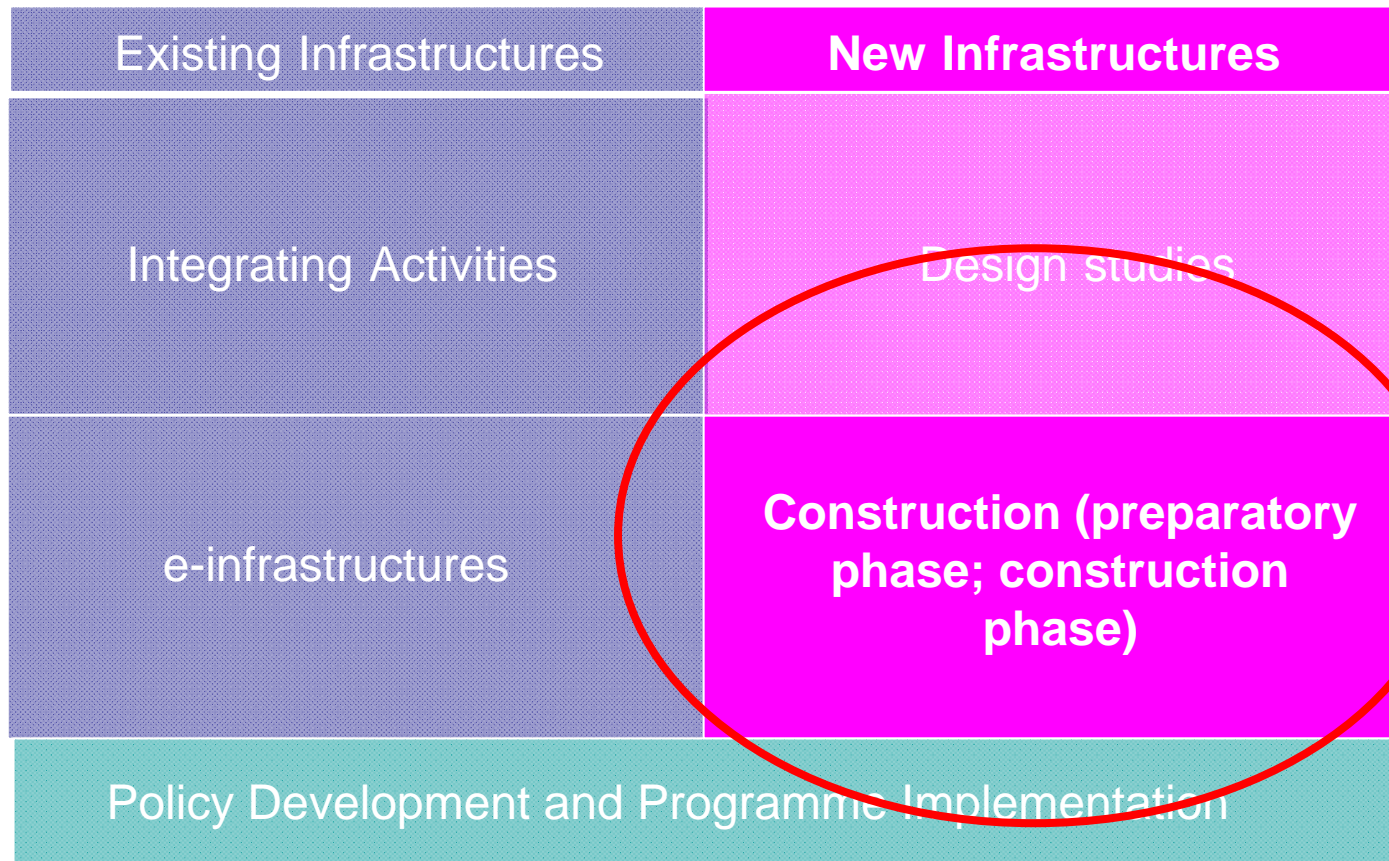 Existing Infrastructures
New Infrastructures
Integrating Activities
Design studies
e-infrastructures
Construction (preparatory
phase; construction
phase)
Policy Development and Programme Implementation